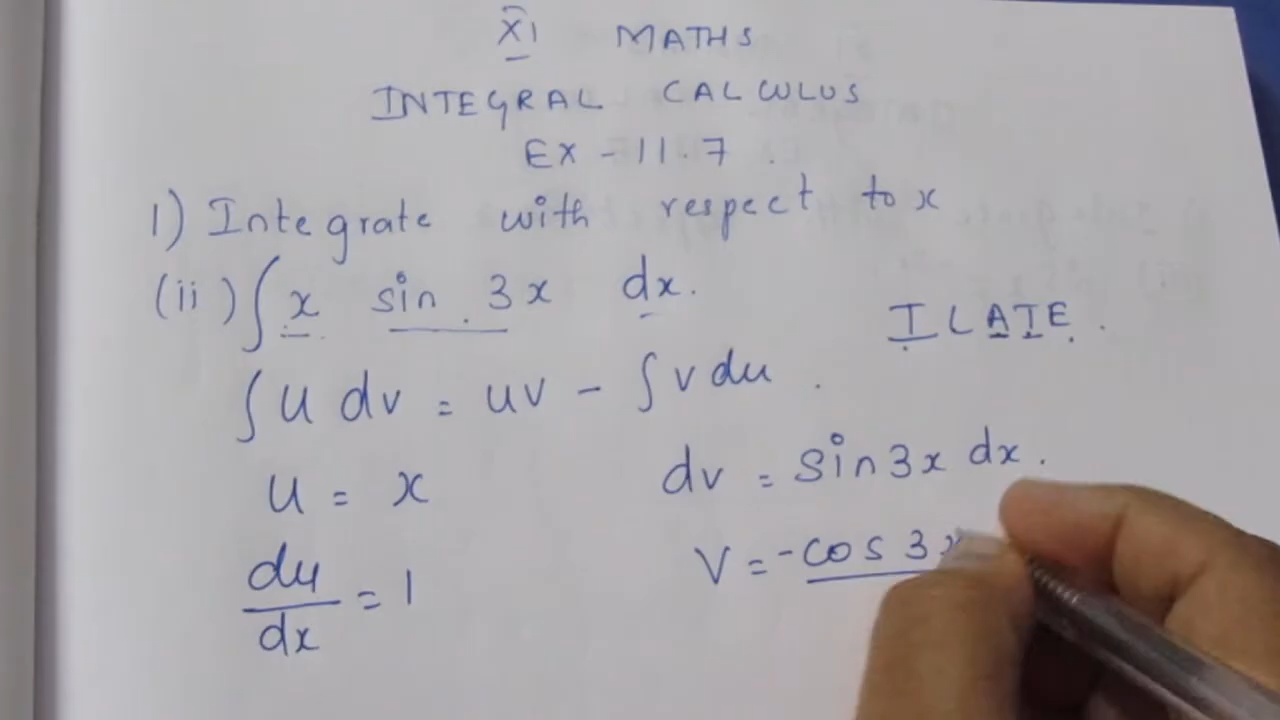 XI MATHS
INTEGRAL CALCULUS
EX - 11.7.
1) Integrate with respect to x
(ii) ∫ x sin 3x dx.
ILATE.
∫ u dv = uv - ∫ v du.
u = x
dv = sin 3x dx.
du/dx = 1
v = -cos 3x